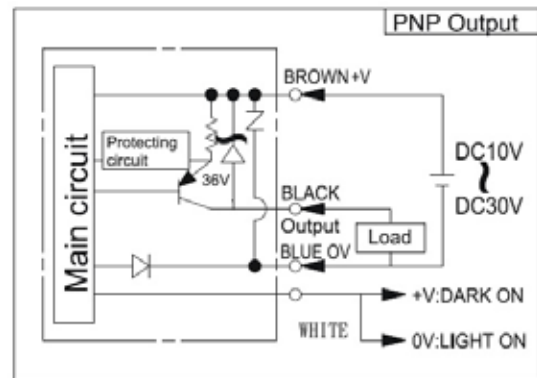 PNP Output
BROWN+V
Protecting
circuit
36V
Main circuit
BLACK
Output
Load
BLUE OV
DC10V
~
DC30V
WHITE
+V:DARK ON
0V:LIGHT ON